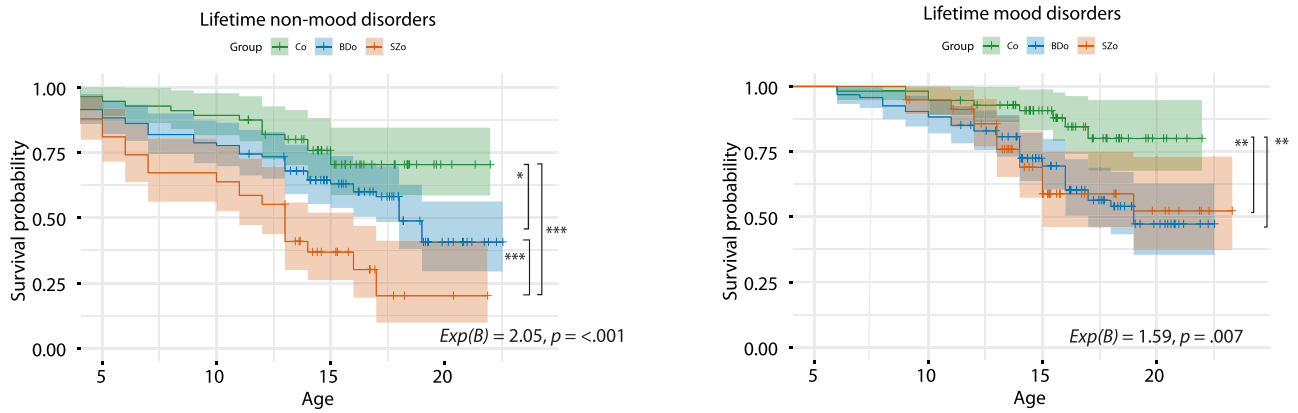 Lifetime non-mood disorders
Group Co BDo SZo
1.00
0.75
0.50
0.25
0.00
Survival probability
5 10 15 20
Age
*
***
***
Exp(B) = 2.05, p = <.001
Lifetime mood disorders
Group Co BDo SZo
1.00
0.75
0.50
0.25
0.00
Survival probability
5 10 15 20
Age
** **
Exp(B) = 1.59, p = .007